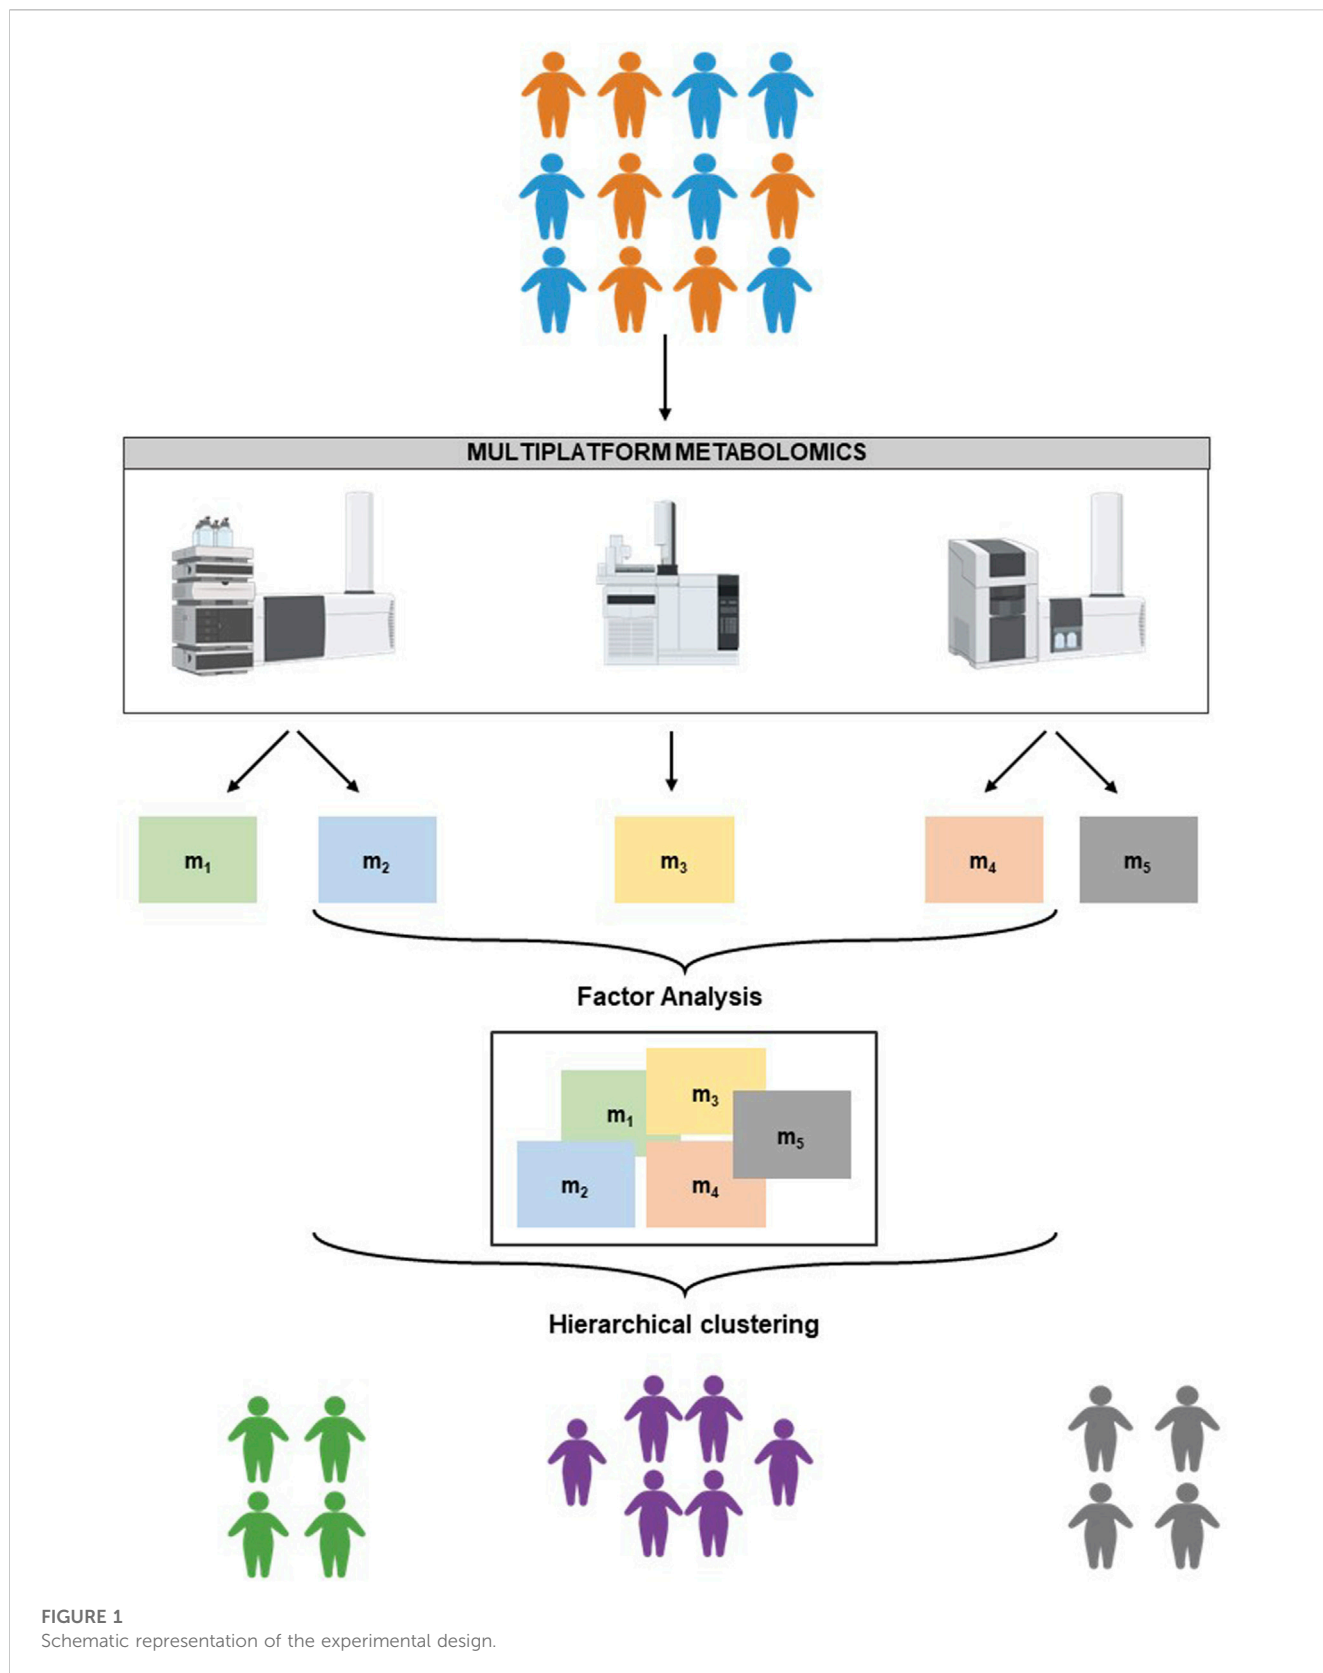 MULTIPLATFORM METABOLOMICS
m1
m2
m3
m4
m5
Factor Analysis
m3
m1
m5
m2
m4
Hierarchical clustering
FIGURE 1
Schematic representation of the experimental design.